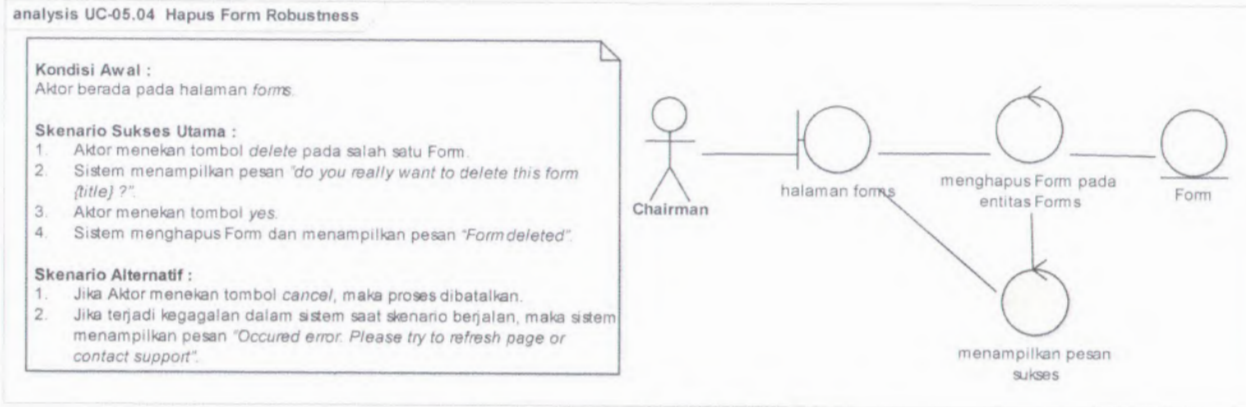 analysis UC-05.04 Hapus Form Robustness
Kondisi Awal :
Aktor berada pada halaman forms.
Skenario Sukses Utama :
1. Aktor menekan tombol delete pada salah satu Form.
2. Sistem menampilkan pesan "do you really want to delete this form
{title} ?".
3. Aktor menekan tombol yes.
4. Sistem menghapus Form dan menampilkan pesan "Form deleted".
Skenario Alternatif :
1. Jika Aktor menekan tombol cancel, maka proses dibatalkan.
2. Jika terjadi kegagalan dalam sistem saat skenario berjalan, maka sistem
menampilkan pesan "Occured error. Please try to refresh page or
contact support".
Chairman
halaman forms
menghapus Form pada
entitas Forms
Form
menampilkan pesan
sukses